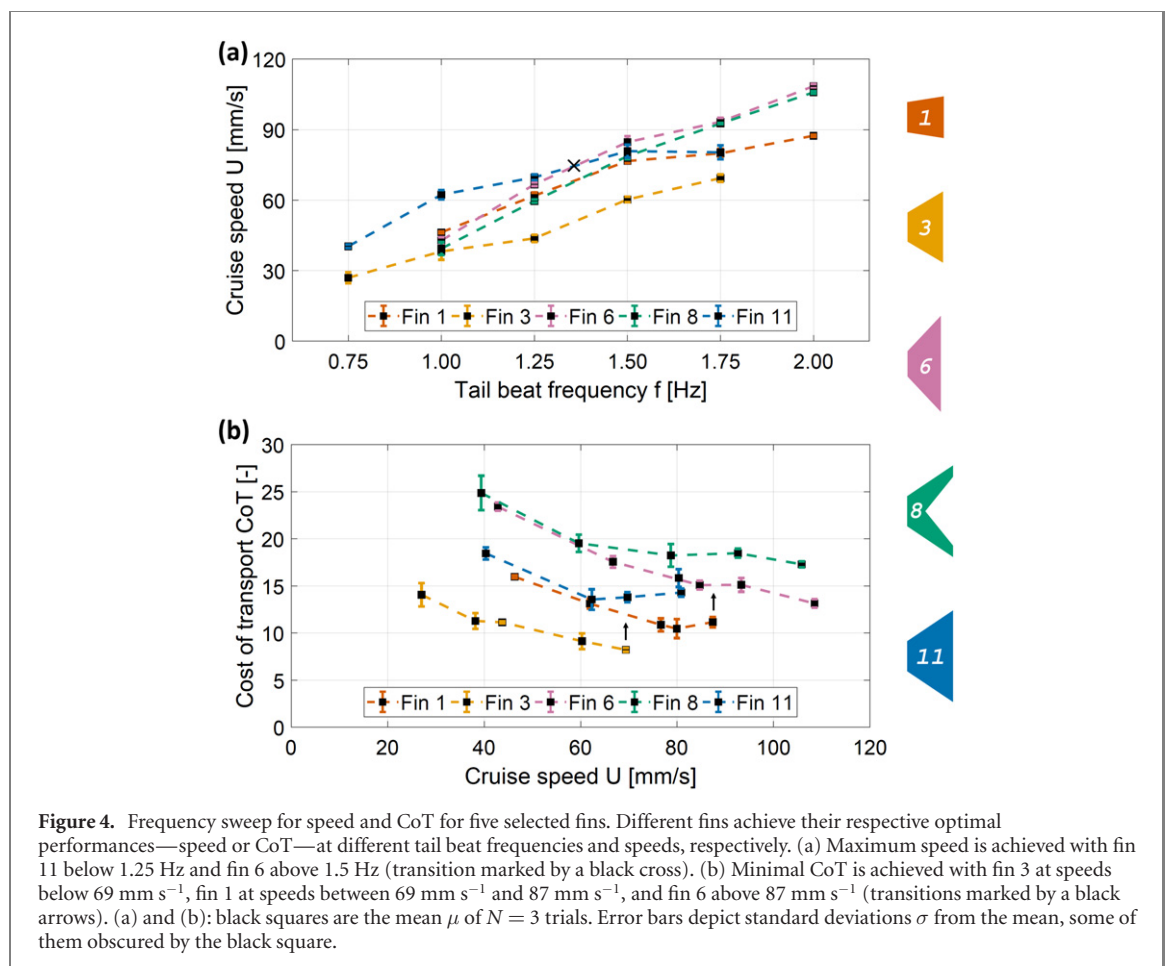 (a)
120
90
60
30
0
Cruise speed U [mm/s]
Fin 1 Fin 3 Fin 6 Fin 8 Fin 11
0.75 1.00 1.25 1.50 1.75 2.00
Tail beat frequency f [Hz]
1
3
6
8
11
(b)
30
25
20
15
10
5
0
Cost of transport CoT [-]
Fin 1 Fin 3 Fin 6 Fin 8 Fin 11
0 20 40 60 80 100 120
Cruise speed U [mm/s]
Figure 4. Frequency sweep for speed and CoT for five selected fins. Different fins achieve their respective optimal
performances—speed or CoT—at different tail beat frequencies and speeds, respectively. (a) Maximum speed is achieved with fin
11 below 1.25 Hz and fin 6 above 1.5 Hz (transition marked by a black cross). (b) Minimal CoT is achieved with fin 3 at speeds
below 69 mm s⁻¹, fin 1 at speeds between 69 mm s⁻¹ and 87 mm s⁻¹, and fin 6 above 87 mm s⁻¹ (transitions marked by a black
arrows). (a) and (b): black squares are the mean μ of N = 3 trials. Error bars depict standard deviations σ from the mean, some of
them obscured by the black square.